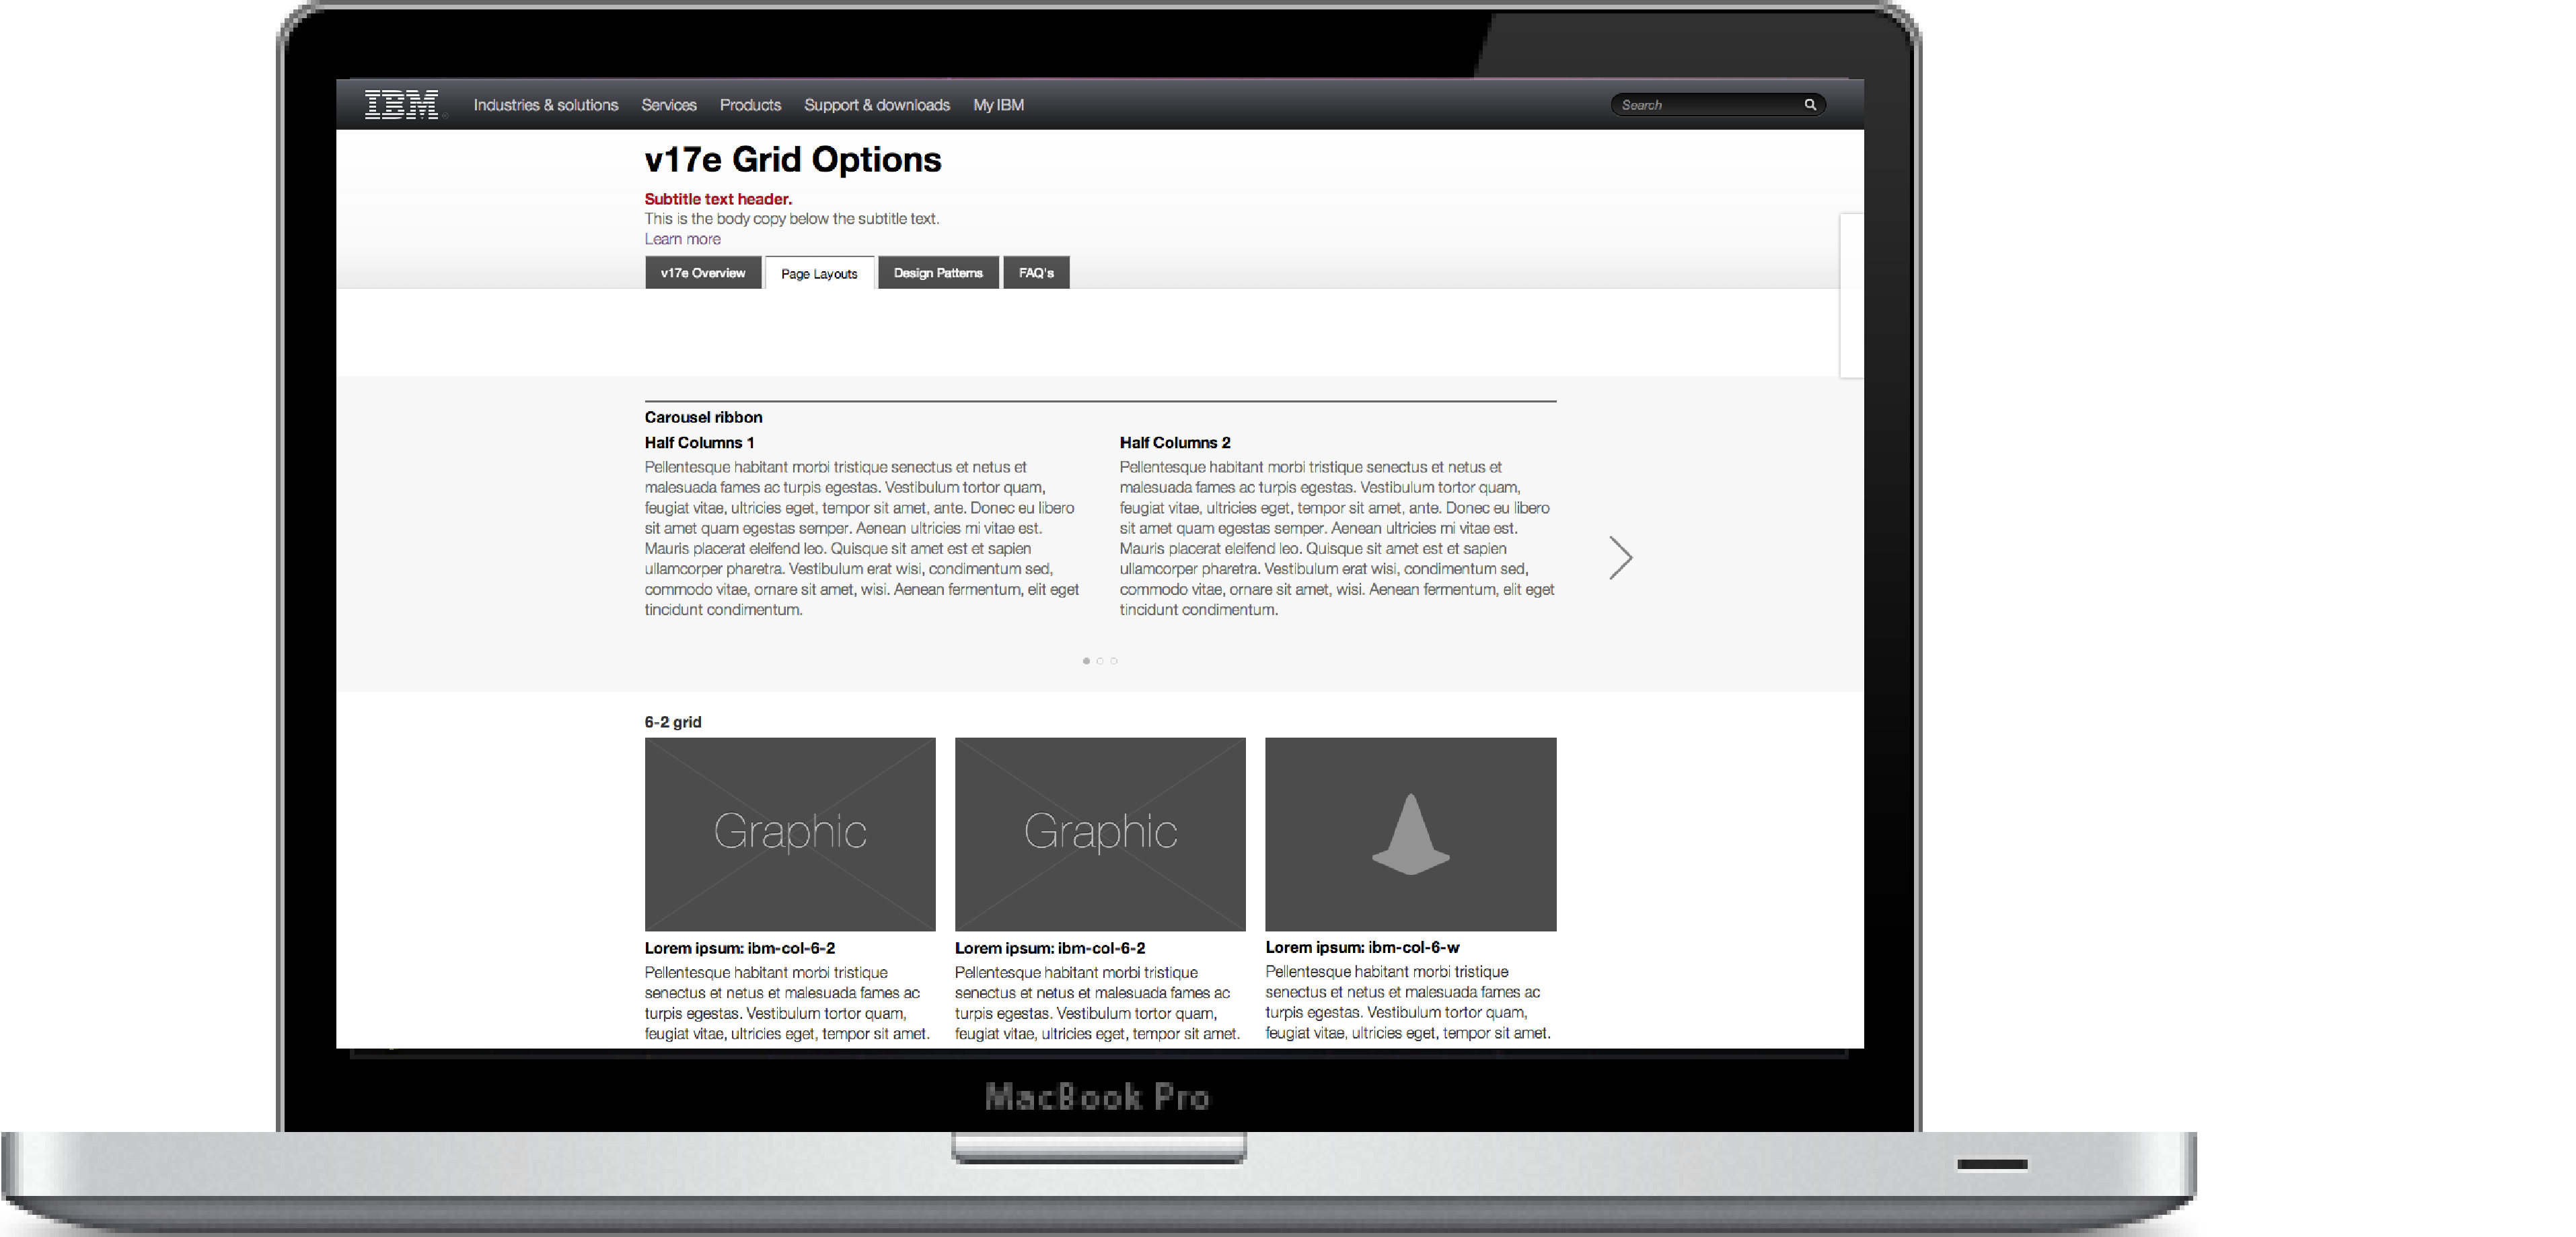 IBM Industries & solutions Services Products Support & downloads My IBM Search
v17e Grid Options
Subtitle text header.
This is the body copy below the subtitle text.
Learn more
v17e Overview Page Layouts Design Patterns FAQ's
Carousel ribbon
Half Columns 1
Pellentesque habitant morbi tristique senectus et netus et
malesuada fames ac turpis egestas. Vestibulum tortor quam,
feugiat vitae, ultricies eget, tempor sit amet, ante. Donec eu libero
sit amet quam egestas semper. Aenean ultricies mi vitae est.
Mauris placerat eleifend leo. Quisque sit amet est et sapien
ullamcorper pharetra. Vestibulum erat wisi, condimentum sed,
commodo vitae, ornare sit amet, wisi. Aenean fermentum, elit eget
tincidunt condimentum.
Half Columns 2
Pellentesque habitant morbi tristique senectus et netus et
malesuada fames ac turpis egestas. Vestibulum tortor quam,
feugiat vitae, ultricies eget, tempor sit amet, ante. Donec eu libero
sit amet quam egestas semper. Aenean ultricies mi vitae est.
Mauris placerat eleifend leo. Quisque sit amet est et sapien
ullamcorper pharetra. Vestibulum erat wisi, condimentum sed,
commodo vitae, ornare sit amet, wisi. Aenean fermentum, elit eget
tincidunt condimentum.
6-2 grid
Graphic
Lorem ipsum: ibm-col-6-2
Pellentesque habitant morbi tristique
senectus et netus et malesuada fames ac
turpis egestas. Vestibulum tortor quam,
feugiat vitae, ultricies eget, tempor sit amet.
Graphic
Lorem ipsum: ibm-col-6-2
Pellentesque habitant morbi tristique
senectus et netus et malesuada fames ac
turpis egestas. Vestibulum tortor quam,
feugiat vitae, ultricies eget, tempor sit amet.
Lorem ipsum: ibm-col-6-w
Pellentesque habitant morbi tristique
senectus et netus et malesuada fames ac
turpis egestas. Vestibulum tortor quam,
feugiat vitae, ultricies eget, tempor sit amet.
MacBook Pro